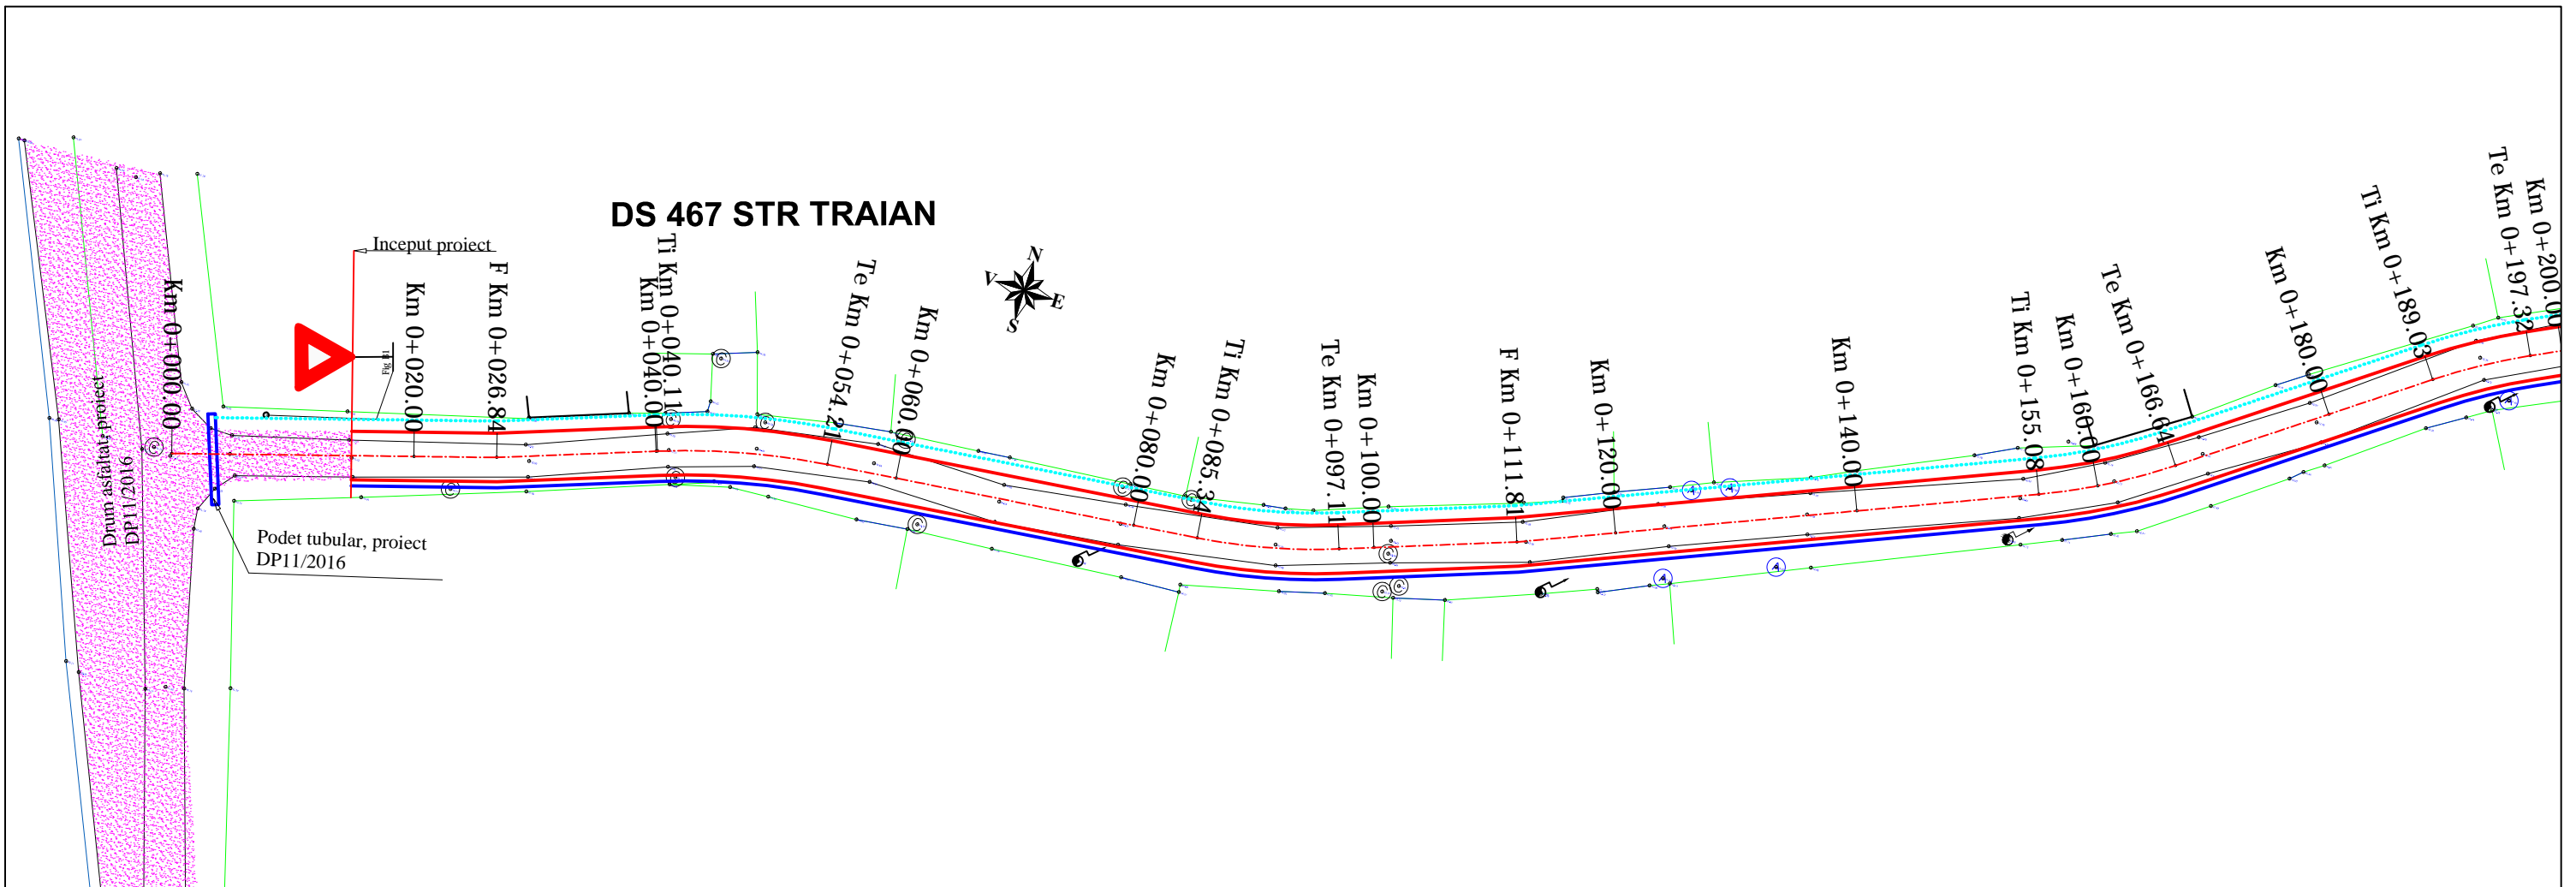 DS 467 STR TRAIAN
Inceput proiect
N
V
E
S
Km 0+000.00
Km 0+020.00
F Km 0+026.84
Km 0+040.00
Ti Km 0+040.11
Te Km 0+054.21
Km 0+060.00
Km 0+080.00
Ti Km 0+085.34
Te Km 0+097.11
Km 0+100.00
F Km 0+111.81
Km 0+120.00
Km 0+140.00
Ti Km 0+155.08
Km 0+160.00
Te Km 0+166.64
Km 0+180.00
Ti Km 0+189.03
Te Km 0+197.32
Km 0+200.00
Drum asfaltat, proiect
DP11/2016
Podet tubular, proiect
DP11/2016
A
A
A
A
A